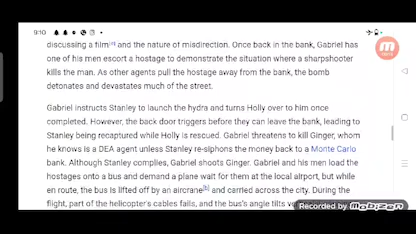 9:10
discussing a film[a] and the nature of misdirection. Once back in the bank, Gabriel has
one of his men escort a hostage to demonstrate the situation where a sharpshooter
kills the man. As other agents pull the hostage away from the bank, the bomb
detonates and devastates much of the street.
Gabriel instructs Stanley to launch the hydra and turns Holly over to him once
completed. However, the back door triggers before they can leave the bank, leading to
Stanley being recaptured while Holly is rescued. Gabriel threatens to kill Ginger, whom
he knows is a DEA agent unless Stanley re-siphons the money back to a Monte Carlo
bank. Although Stanley complies, Gabriel shoots Ginger. Gabriel and his men load the
hostages onto a bus and demand a plane wait at the local airport, but while
en route, the bus is lifted off by an aircrane[b] and carried across the city. During the
flight, part of the helicopter's cables fails, and the bus's angle tilts
Recorded by Mobizen